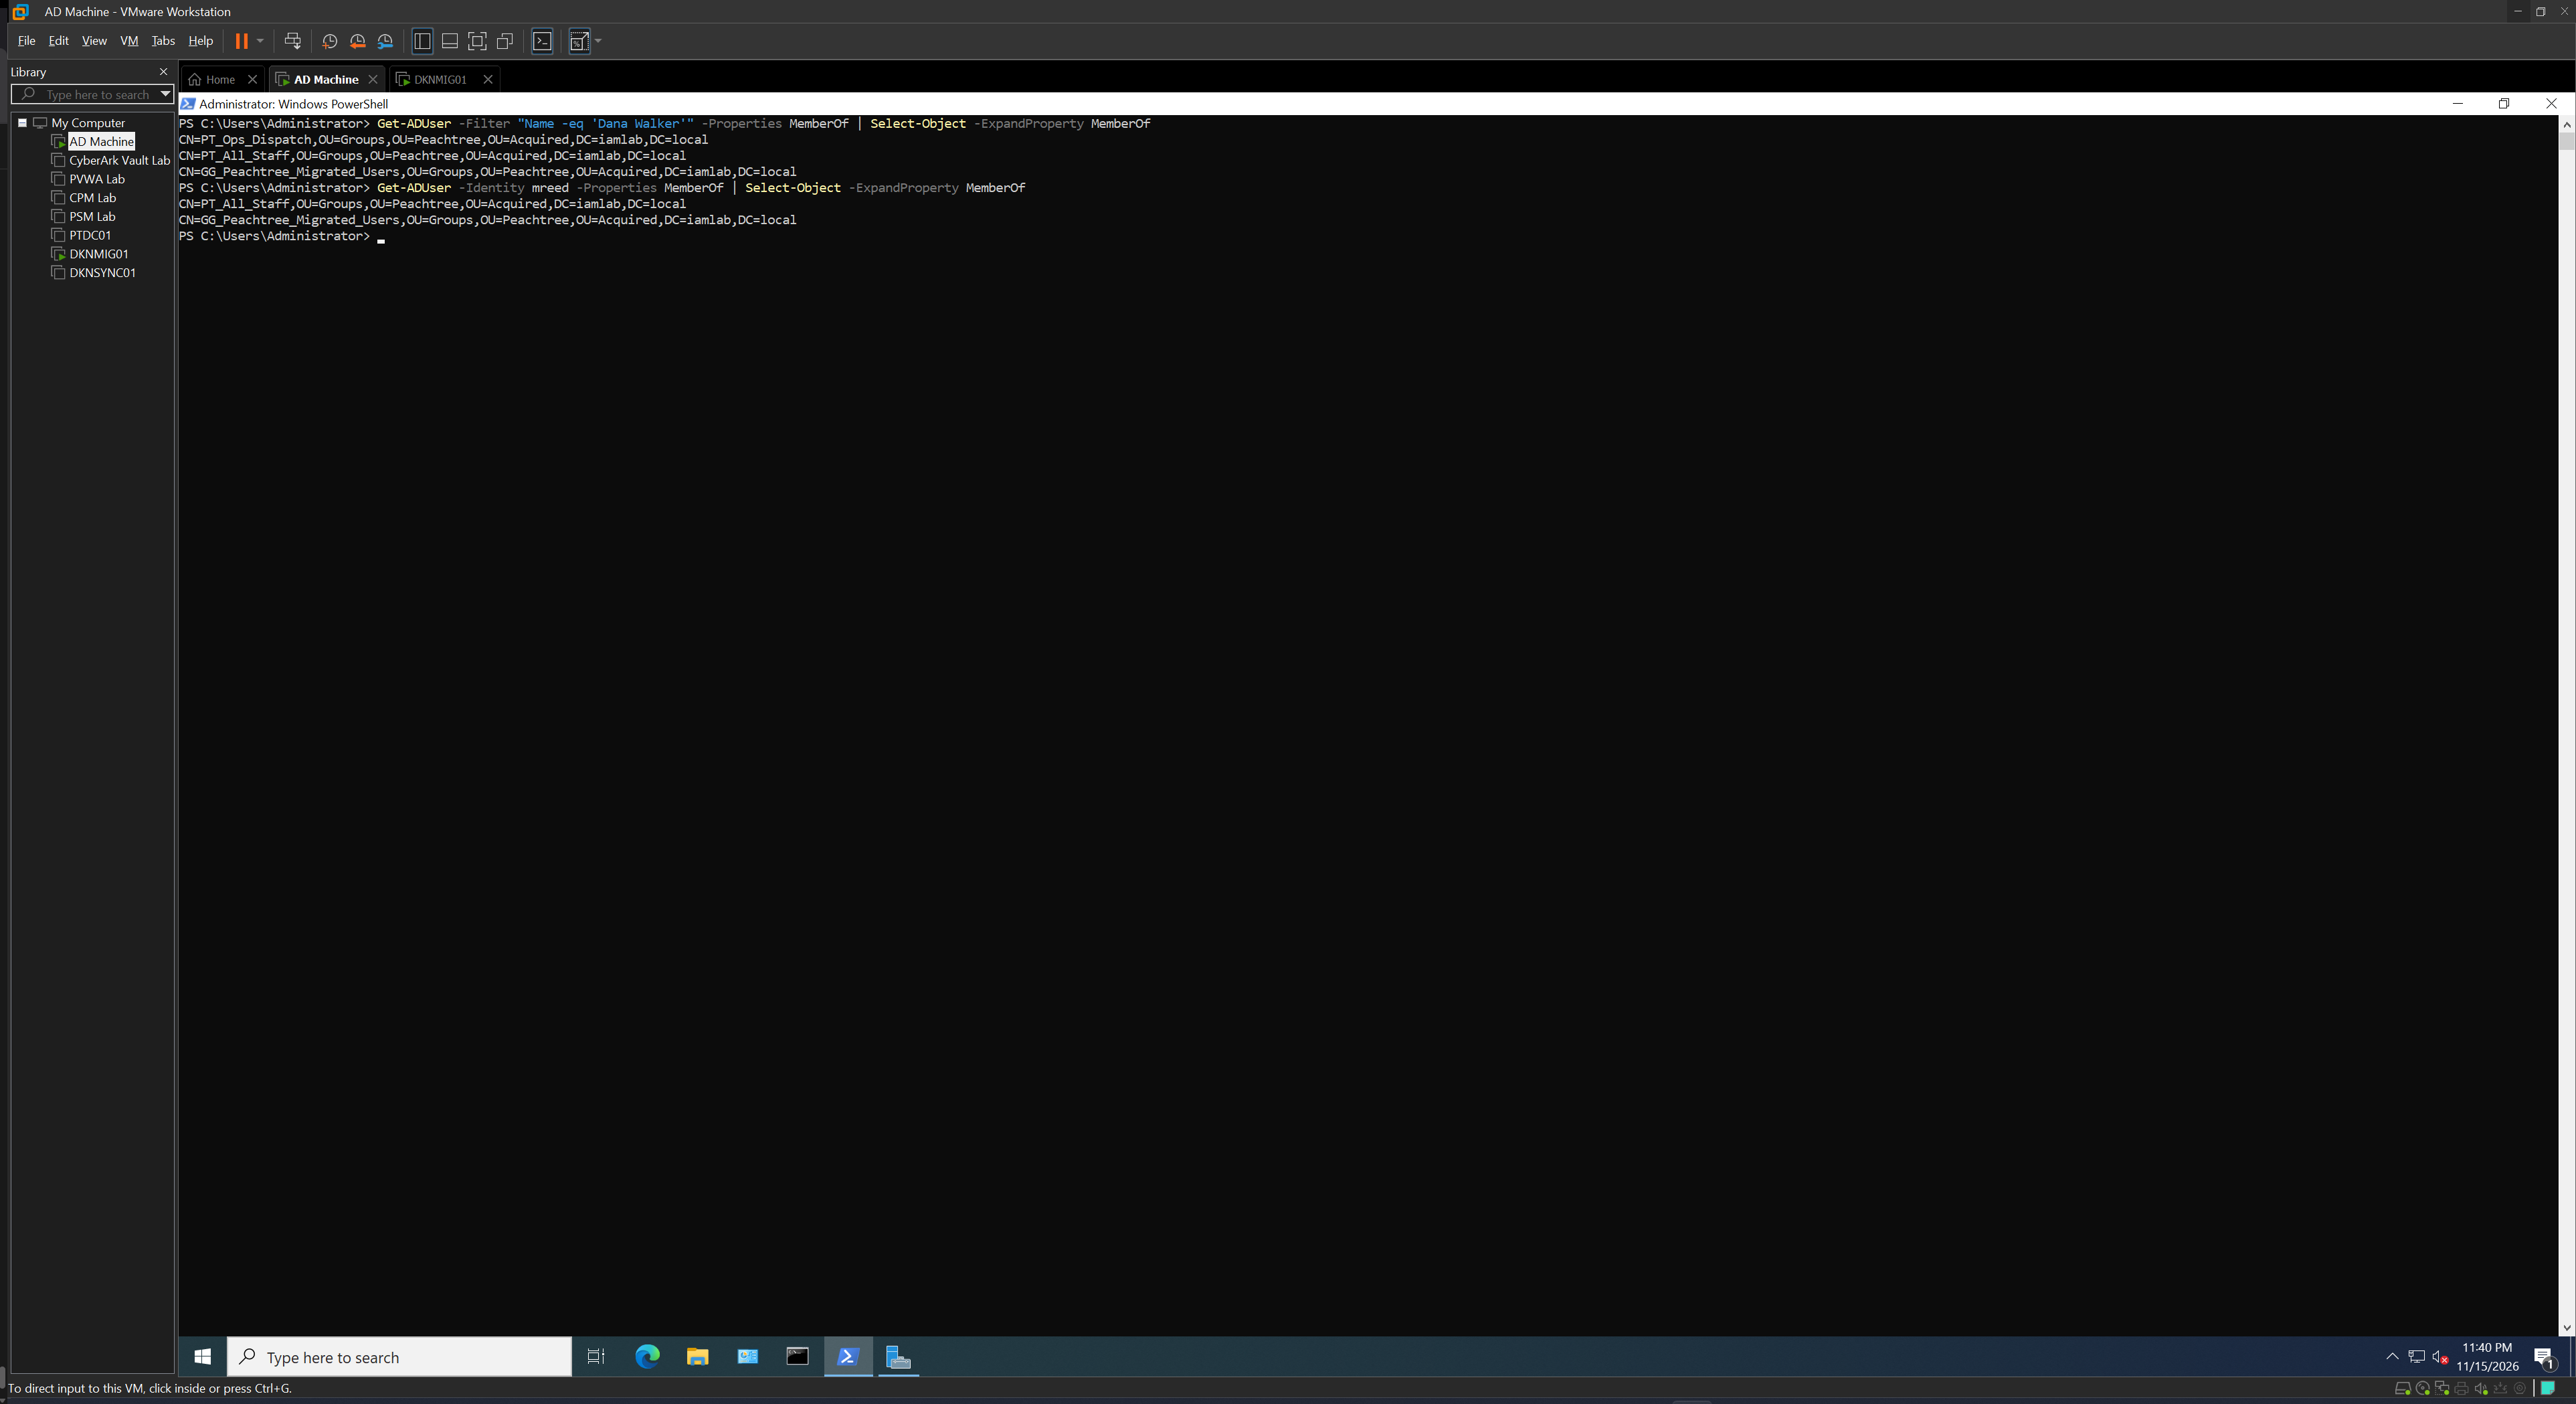 AD Machine - VMware Workstation
File Edit View VM Tabs Help
Library
Type here to search
My Computer
AD Machine
CyberArk Vault Lab
PVWA Lab
CPM Lab
PSM Lab
PTDC01
DKNMIG01
DKNSYNC01
Home AD Machine DKNMIG01
Administrator: Windows PowerShell
PS C:\Users\Administrator> Get-ADUser -Filter "Name -eq 'Dana Walker'" -Properties MemberOf | Select-Object -ExpandProperty MemberOf
CN=PT_Ops_Dispatch,OU=Groups,OU=Peachtree,OU=Acquired,DC=iamlab,DC=local
CN=PT_All_Staff,OU=Groups,OU=Peachtree,OU=Acquired,DC=iamlab,DC=local
CN=GG_Peachtree_Migrated_Users,OU=Groups,OU=Peachtree,OU=Acquired,DC=iamlab,DC=local
PS C:\Users\Administrator> Get-ADUser -Identity mreed -Properties MemberOf | Select-Object -ExpandProperty MemberOf
CN=PT_All_Staff,OU=Groups,OU=Peachtree,OU=Acquired,DC=iamlab,DC=local
CN=GG_Peachtree_Migrated_Users,OU=Groups,OU=Peachtree,OU=Acquired,DC=iamlab,DC=local
PS C:\Users\Administrator>
Type here to search
11:40 PM
11/15/2026
1
To direct input to this VM, click inside or press Ctrl+G.